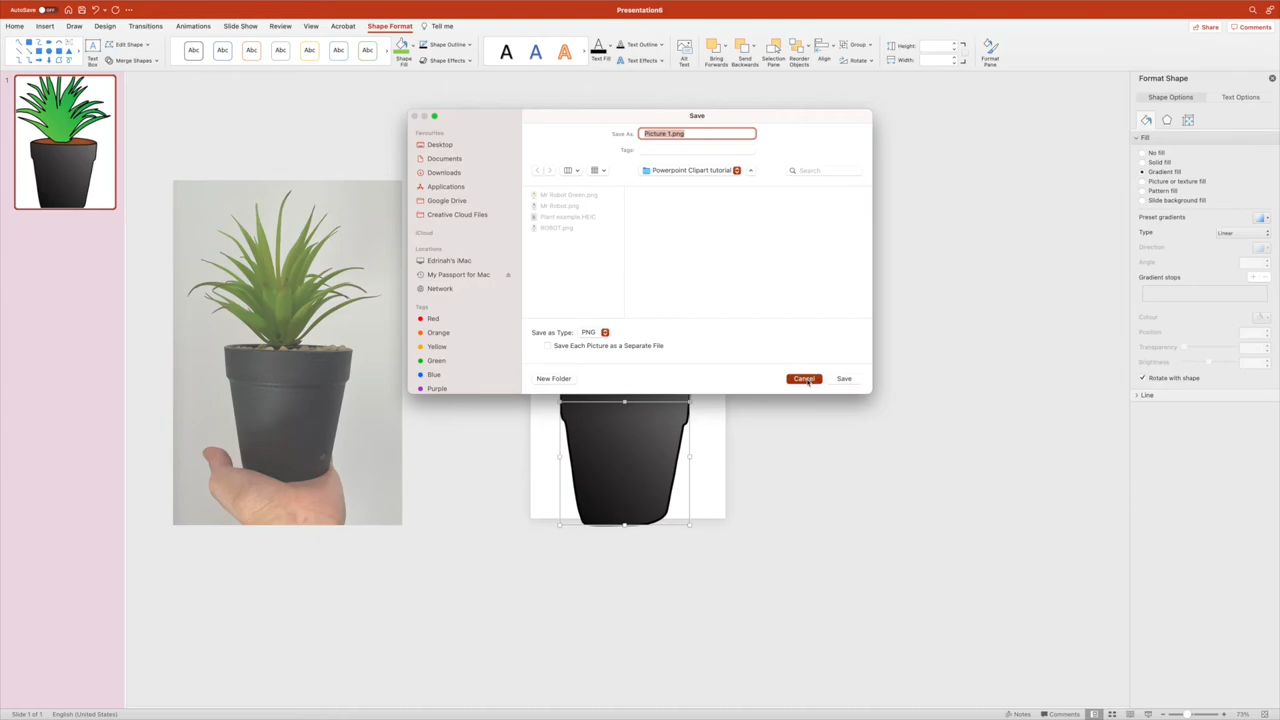 AutoSave OFF Presentation6
Home Insert Draw Design Transitions Animations Slide Show Review View Acrobat Shape Format Tell me Share Comments
Text Box Edit Shape Merge Shapes Abc Abc Abc Abc Abc Abc Abc Shape Fill Shape Outline Shape Effects A A A Text Fill Text Outline Text Effects Alt Text Bring Forwards Send Backwards Selection Pane Reorder Objects Align Group Rotate Height: Width: Format Pane
1
Save
Favourites
Desktop
Documents
Downloads
Applications
Google Drive
Creative Cloud Files
iCloud
Locations
Edrinah's iMac
My Passport for Mac
Network
Tags
Red
Orange
Yellow
Green
Blue
Purple
Save As: Picture 1.png
Tags:
Powerpoint Clipart tutorial Search
Mr Robot Green.png
Mr Robot.png
Plant example.HEIC
ROBOT.png
Save as Type: PNG
Save Each Picture as a Separate File
New Folder Cancel Save
Format Shape
Shape Options Text Options
Fill
No fill
Solid fill
Gradient fill
Picture or texture fill
Pattern fill
Slide background fill
Preset gradients
Type Linear
Direction
Angle
Gradient stops
Colour
Position
Transparency
Brightness
Rotate with shape
Line
Slide 1 of 1 English (United States) Notes Comments 73%